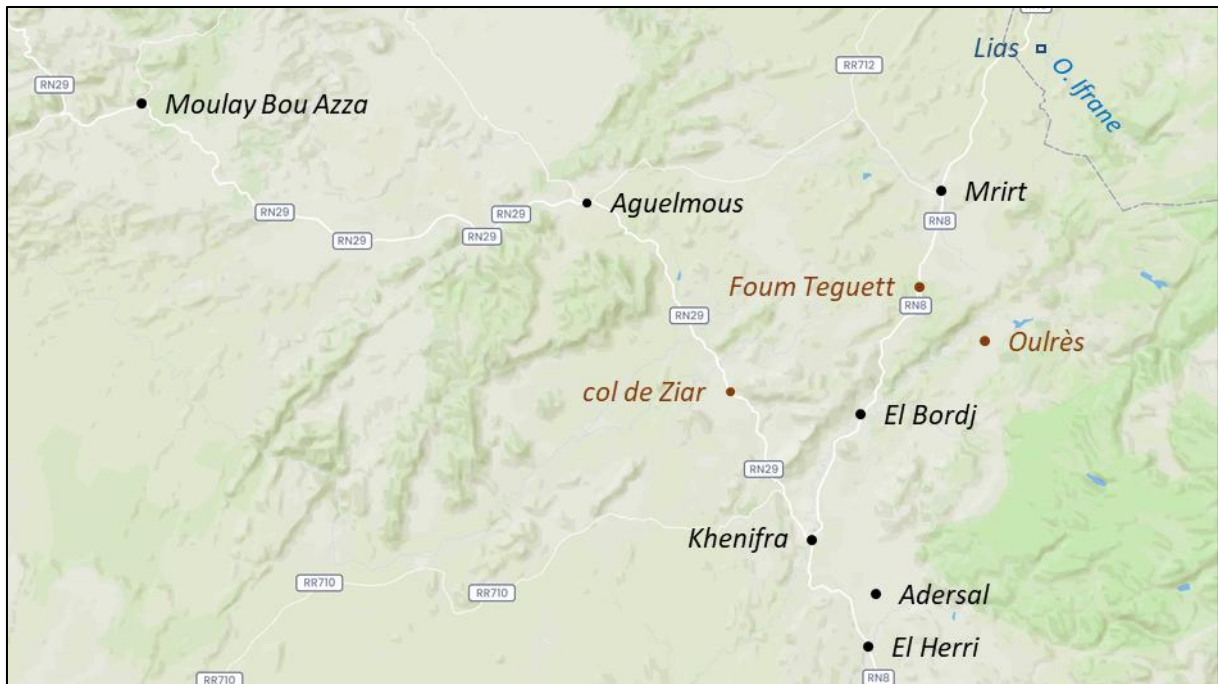 Lias
RR712
O. Ifrane
RN29
Moulay Bou Azza
Mrirt
Aguelmous
RN29
RN29
RN8
RN29
RN29
Foum Teguett
RN8
RN29
Oulrès
col de Ziar
El Bordj
RN29
Khenifra
RR710
RR710
Adersal
El Herri
RR710
RN8